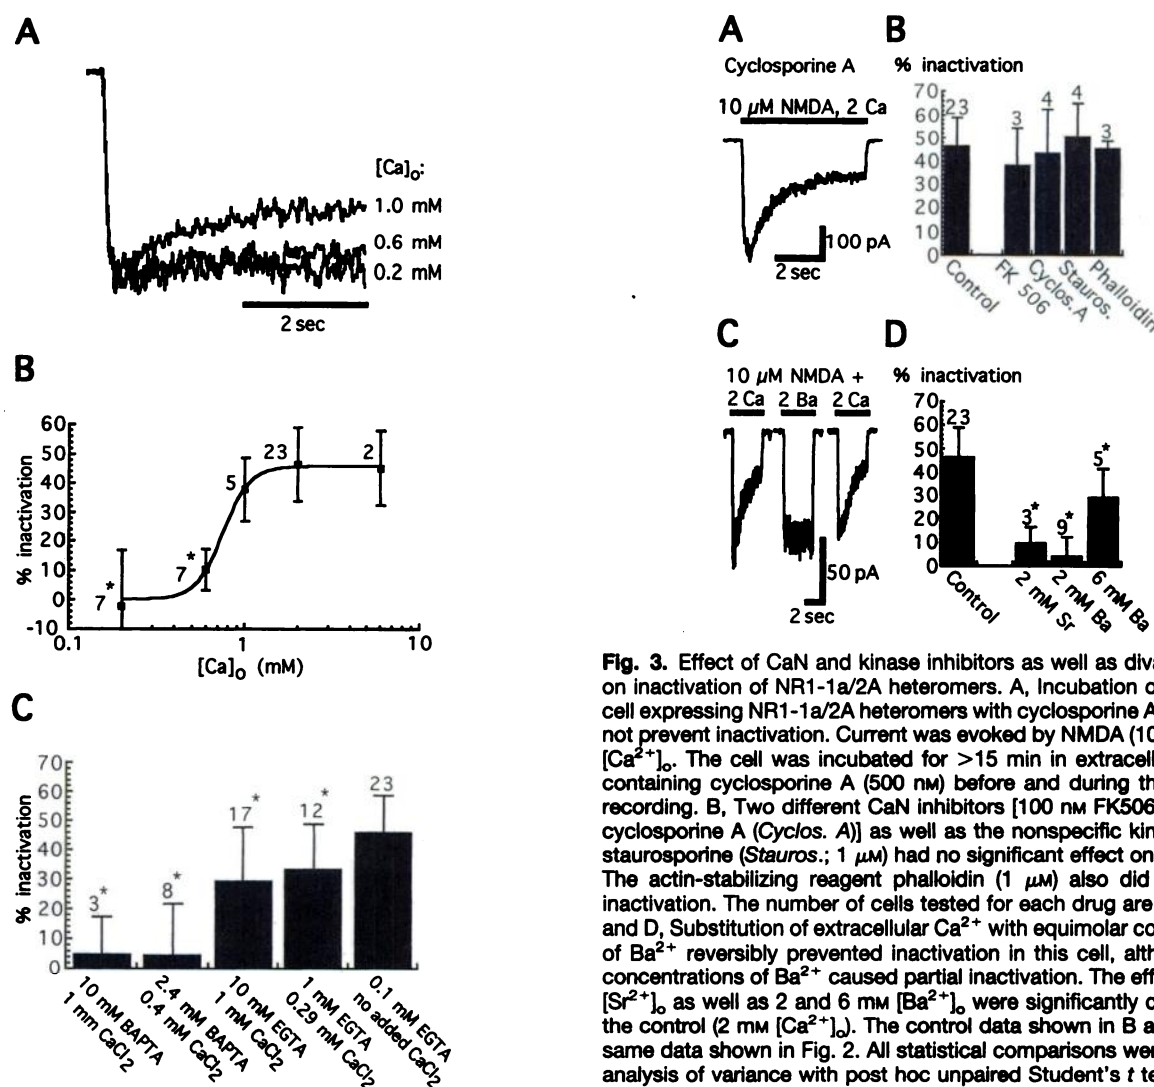 A
[Ca]o:
1.0 mM
0.6 mM
0.2 mM
2 sec
B
% inactivation
60
50
40
30
20
10
0
-10
7*
7*
5
23
2
0.1
1
10
[Ca]o (mM)
C
% inactivation
70
60
50
40
30
20
10
0
3*
8*
17*
12*
23
10 mM BAPTA
1 mm CaCl2
2.4 mM BAPTA
0.4 mM CaCl2
10 mM EGTA
1 mM CaCl2
1 mM EGTA
0.29 mM CaCl2
0.1 mM EGTA
no added CaCl2
A
Cyclosporine A
10 µM NMDA, 2 Ca
100 pA
2 sec
B
% inactivation
70
60
50
40
30
20
10
0
23
3
4
4
3
Control
FK 506
Cyclos. A
Stauros.
Phalloidin
C
10 µM NMDA +
2 Ca 2 Ba 2 Ca
50 pA
2 sec
D
% inactivation
70
60
50
40
30
20
10
0
23
3*
9*
5*
Control
2 mM Sr
2 mM Ba
6 mM Ba
Fig. 3. Effect of CaN and kinase inhibitors as well as diva
on inactivation of NR1-1a/2A heteromers. A, Incubation o
cell expressing NR1-1a/2A heteromers with cyclosporine A
not prevent inactivation. Current was evoked by NMDA (10
[Ca2+]o. The cell was incubated for >15 min in extracell
containing cyclosporine A (500 nM) before and during th
recording. B, Two different CaN inhibitors [100 nM FK506
cyclosporine A (Cyclos. A)] as well as the nonspecific kin
staurosporine (Stauros.; 1 µM) had no significant effect on
The actin-stabilizing reagent phalloidin (1 µM) also did
inactivation. The number of cells tested for each drug are
and D, Substitution of extracellular Ca2+ with equimolar co
of Ba2+ reversibly prevented inactivation in this cell, alth
concentrations of Ba2+ caused partial inactivation. The eff
[Sr2+]o as well as 2 and 6 mM [Ba2+]o were significantly d
the control (2 mM [Ca2+]o). The control data shown in B a
same data shown in Fig. 2. All statistical comparisons wer
analysis of variance with post hoc unpaired Student's t te